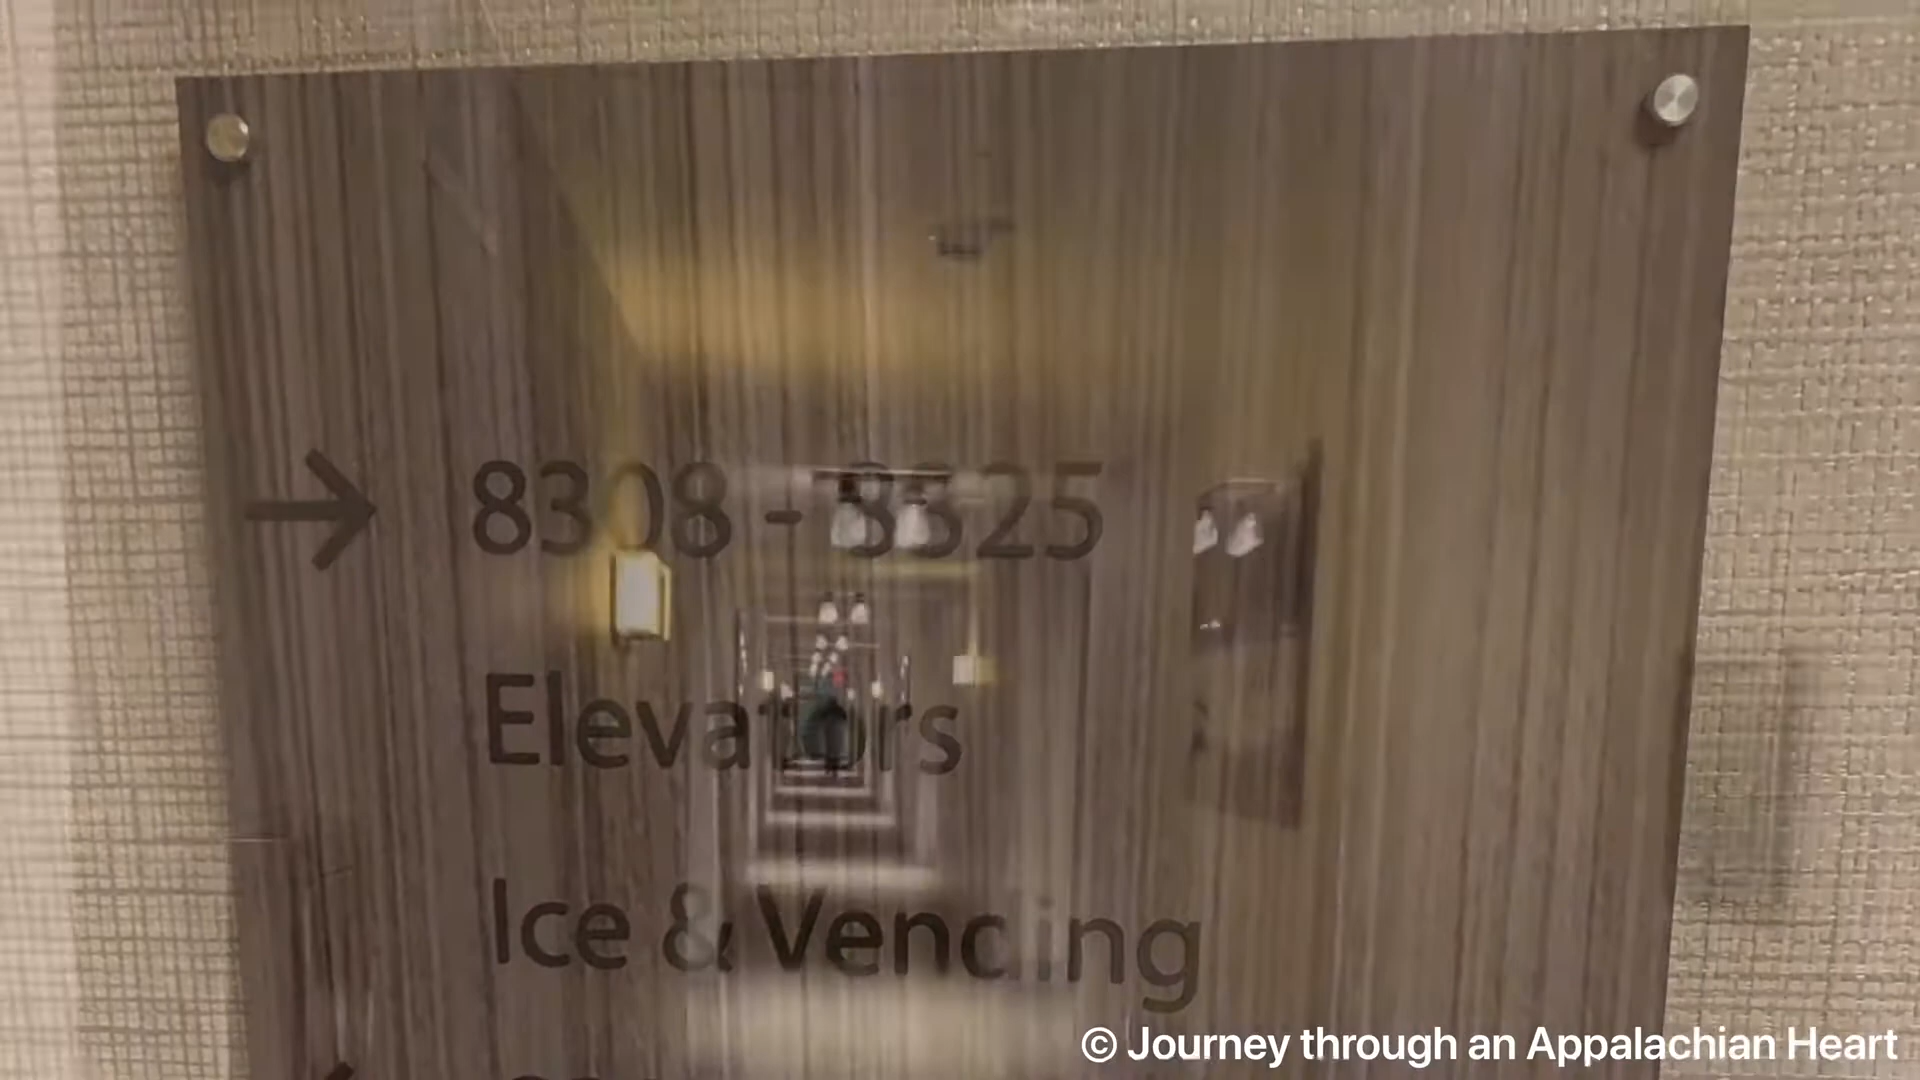 → 8308 - 8325
Elevators
Ice & Vending
© Journey through an Appalachian Heart